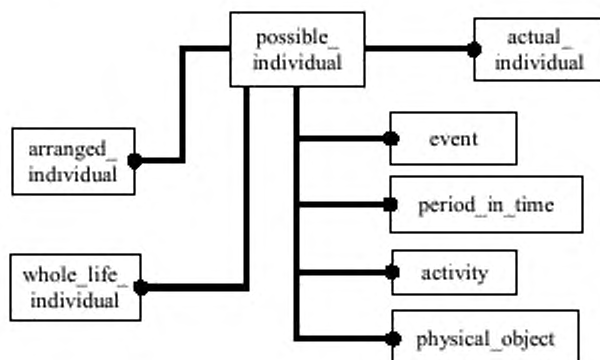 possible_
individual
actual_
individual
arranged_
individual
event
period_in_time
whole_life_
individual
activity
physical_object